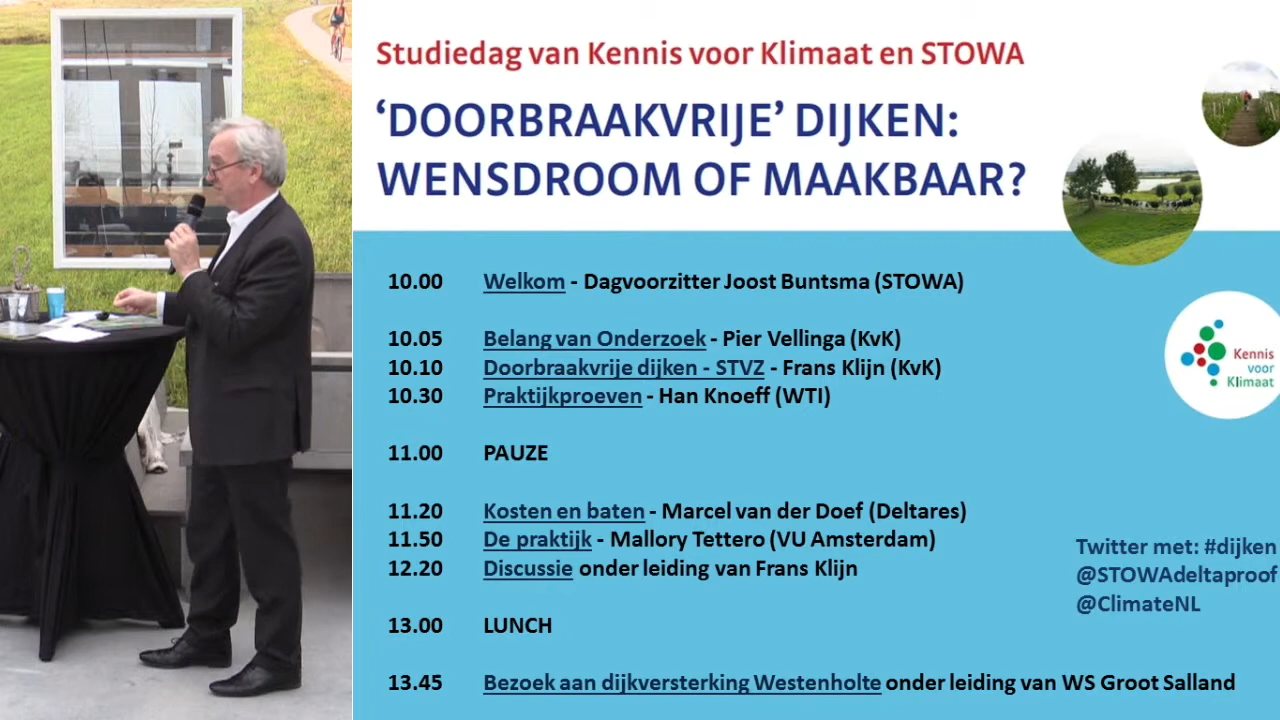 Studiedag van Kennis voor Klimaat en STOWA
‘DOORBRAAKVRIJE’ DIJKEN:
WENSDROOM OF MAAKBAAR?
10.00 Welkom - Dagvoorzitter Joost Buntsma (STOWA)
10.05 Belang van Onderzoek - Pier Vellinga (KvK)
10.10 Doorbraakvrije dijken - STVZ - Frans Klijn (KvK)
10.30 Praktijkproeven - Han Knoeff (WTI)
11.00 PAUZE
11.20 Kosten en baten - Marcel van der Doef (Deltares)
11.50 De praktijk - Mallory Tettero (VU Amsterdam)
12.20 Discussie onder leiding van Frans Klijn
13.00 LUNCH
13.45 Bezoek aan dijkversterking Westenholte onder leiding van WS Groot Salland
Kennis
voor
Klimaat
Twitter met: #dijken
@STOWAdeltaproof
@ClimateNL